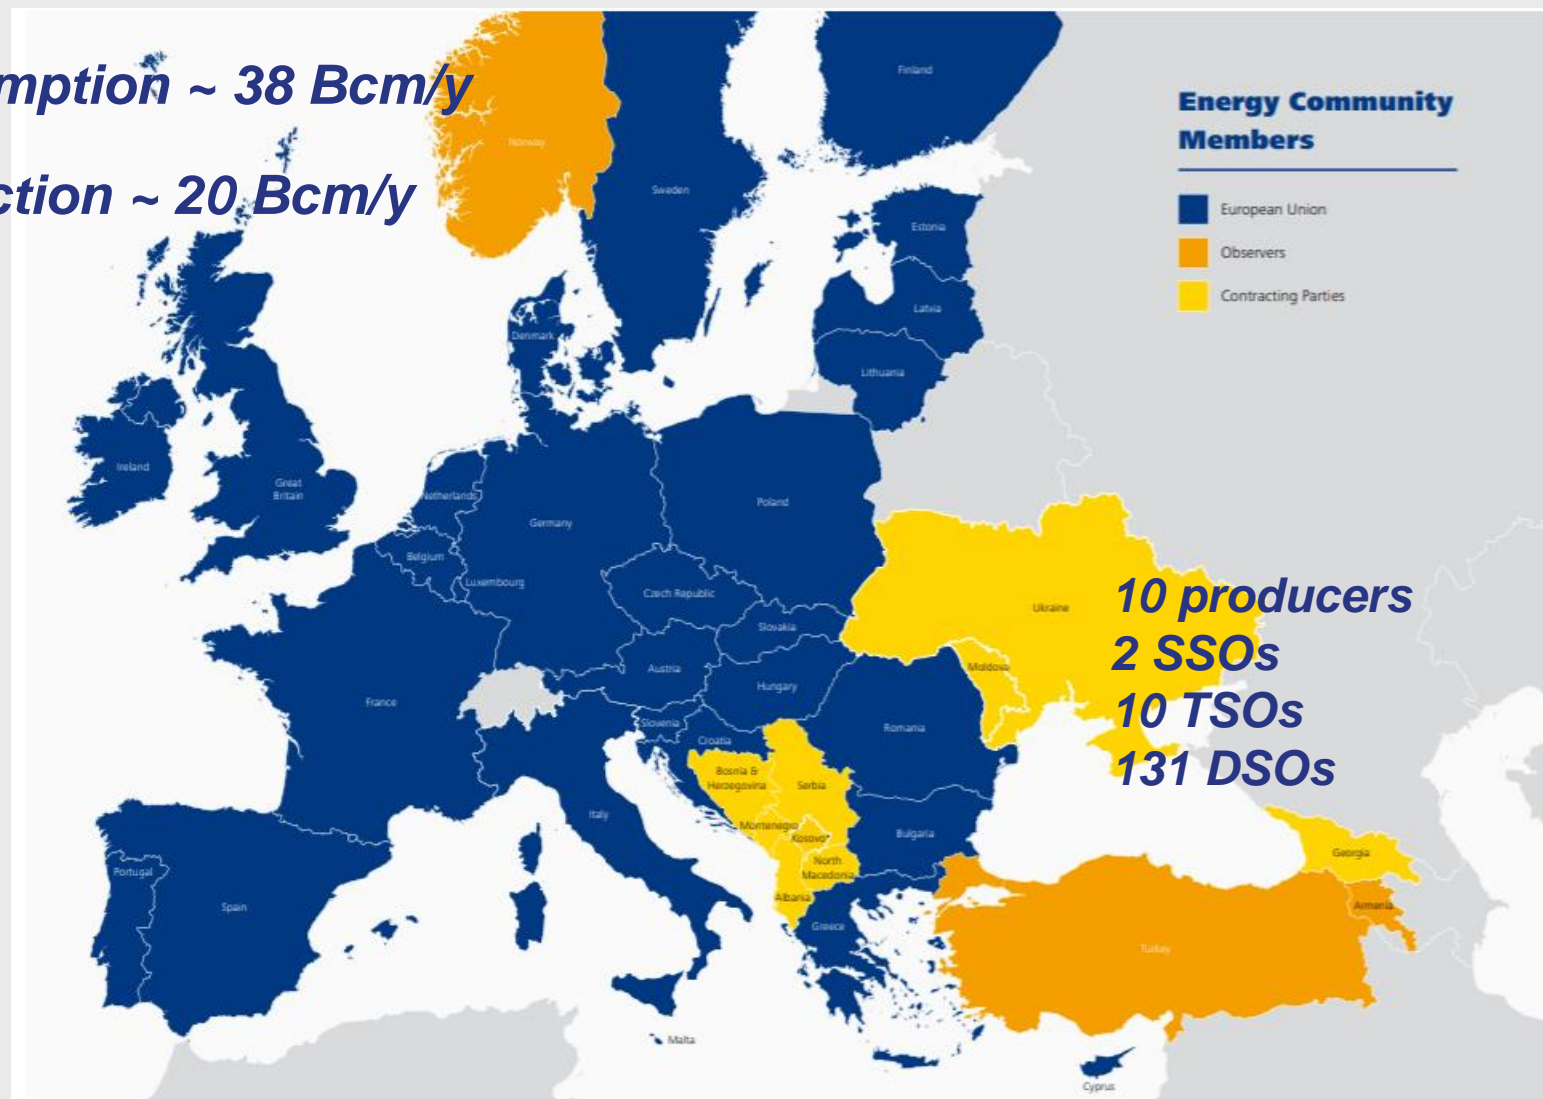 mption ~ 38 Bcm/y
ction ~ 20 Bcm/y
Energy Community
Members
European Union
Observers
Contracting Parties
Finland
Norway
Sweden
Estonia
Latvia
Denmark
Lithuania
Ireland
Great
Britain
Netherlands
Poland
Germany
Belgium
Luxembourg
Czech Republic
Ukraine
Slovakia
Austria
Moldova
Hungary
France
Slovenia
Romania
Croatia
Bosnia &
Herzegovina
Serbia
Italy
Montenegro
Kosovo*
Bulgaria
North
Macedonia
Georgia
Portugal
Albania
Spain
Armenia
Greece
Turkey
Malta
Cyprus
10 producers
2 SSOs
10 TSOs
131 DSOs